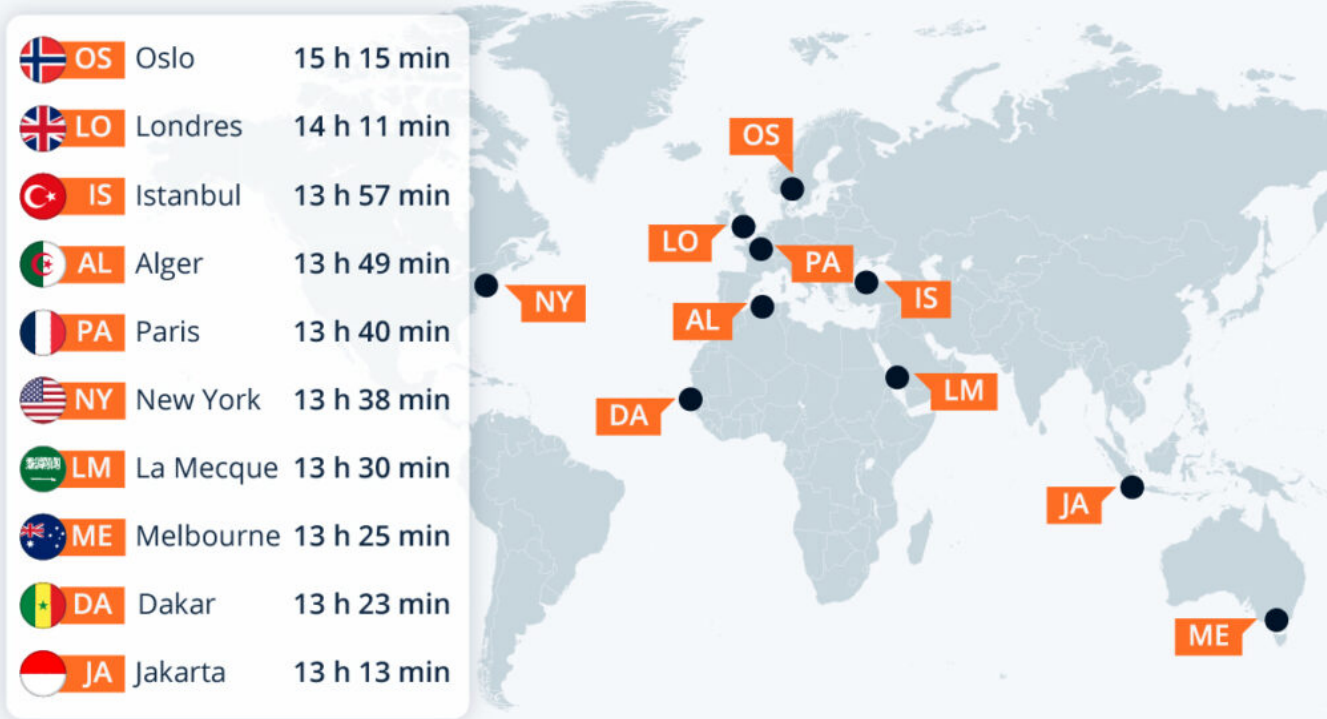 OS Oslo 15 h 15 min
LO Londres 14 h 11 min
IS Istanbul 13 h 57 min
AL Alger 13 h 49 min
PA Paris 13 h 40 min
NY New York 13 h 38 min
LM La Mecque 13 h 30 min
ME Melbourne 13 h 25 min
DA Dakar 13 h 23 min
JA Jakarta 13 h 13 min
OS
LO
PA
NY
IS
AL
LM
DA
JA
ME